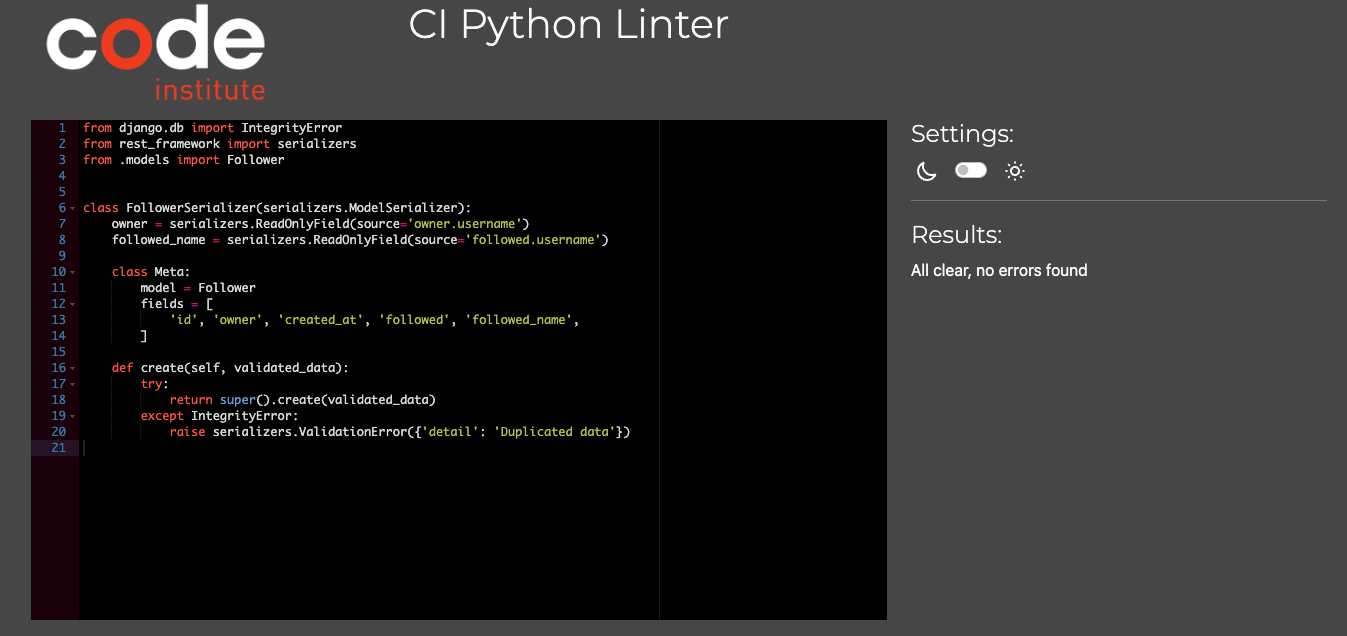 code
institute
CI Python Linter
1 from django.db import IntegrityError
2 from rest_framework import serializers
3 from .models import Follower
4
5
6 class FollowerSerializer(serializers.ModelSerializer):
7     owner = serializers.ReadOnlyField(source='owner.username')
8     followed_name = serializers.ReadOnlyField(source='followed.username')
9
10     class Meta:
11         model = Follower
12         fields = [
13             'id', 'owner', 'created_at', 'followed', 'followed_name',
14         ]
15
16     def create(self, validated_data):
17         try:
18             return super().create(validated_data)
19         except IntegrityError:
20             raise serializers.ValidationError({'detail': 'Duplicated data'})
21
Settings:
Results:
All clear, no errors found